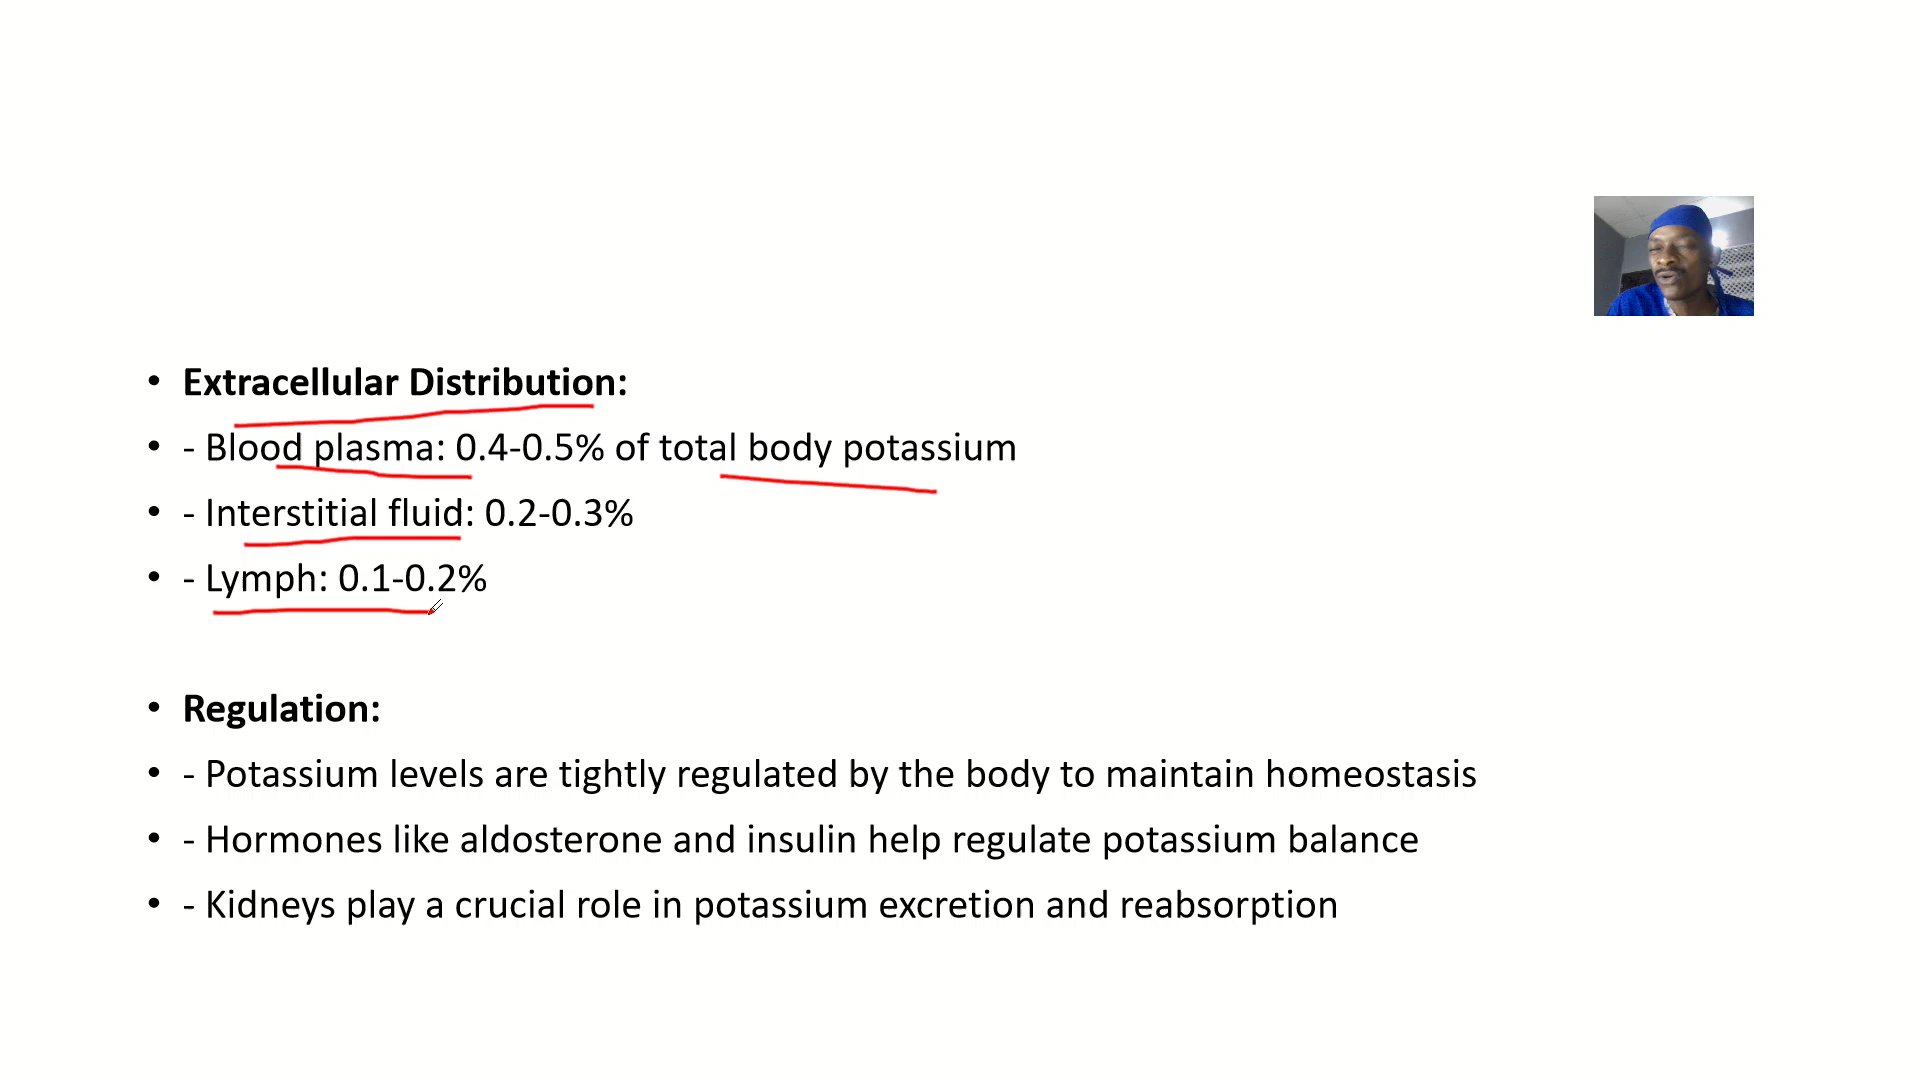 • Extracellular Distribution:
• - Blood plasma: 0.4-0.5% of total body potassium
• - Interstitial fluid: 0.2-0.3%
• - Lymph: 0.1-0.2%
• Regulation:
• - Potassium levels are tightly regulated by the body to maintain homeostasis
• - Hormones like aldosterone and insulin help regulate potassium balance
• - Kidneys play a crucial role in potassium excretion and reabsorption